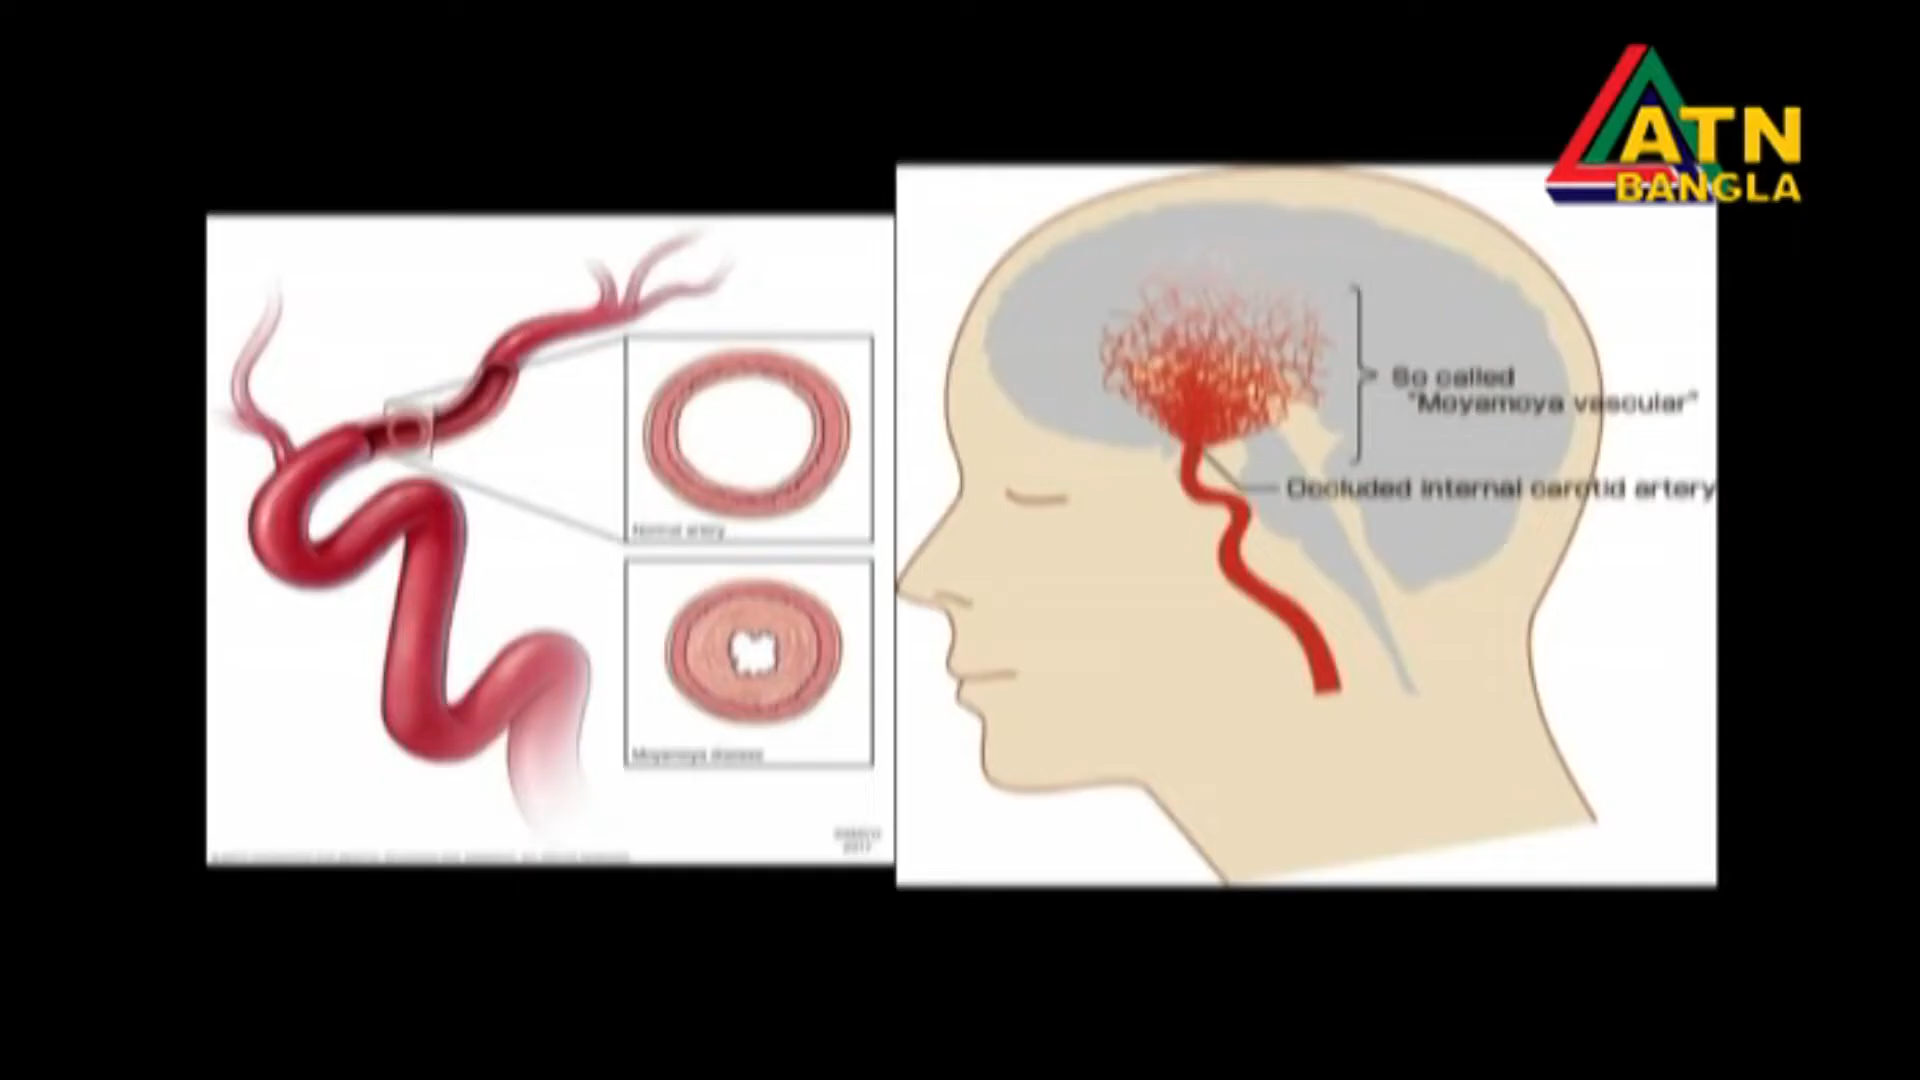 ATN
BANGLA
So called
"Moyamoya vascular"
Occluded internal carotid artery
Normal artery
Moyamoya disease